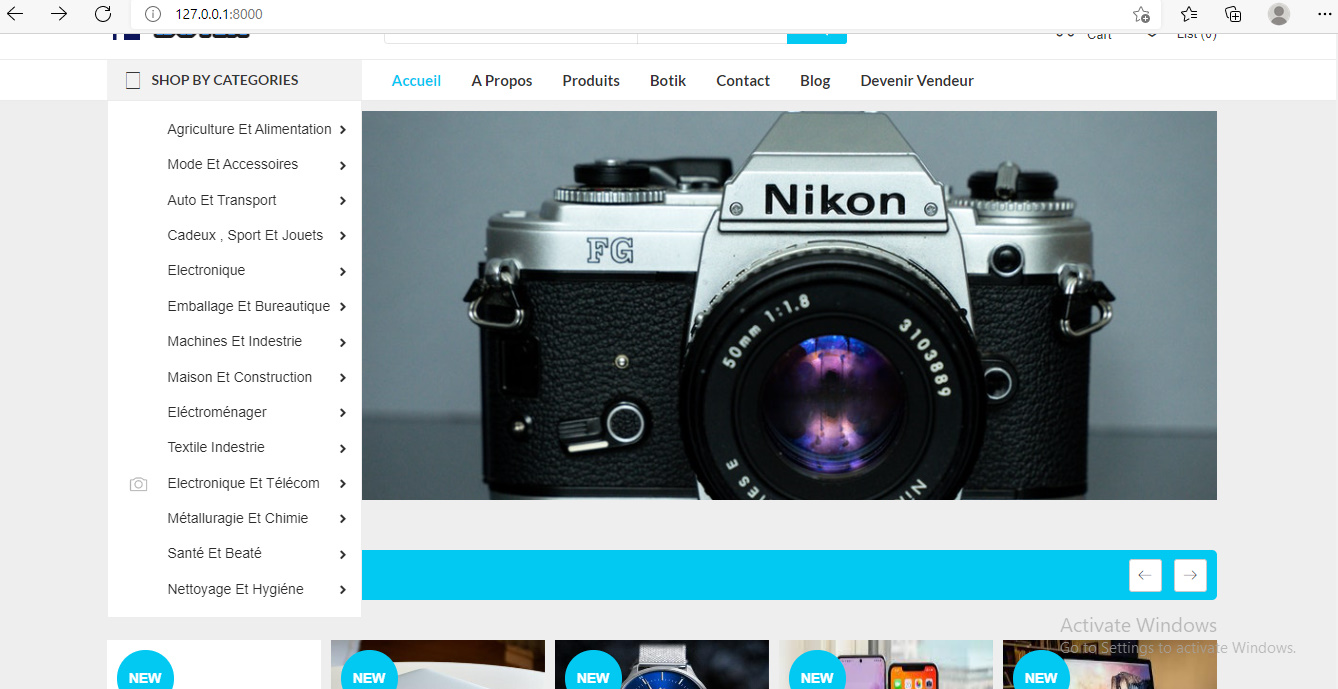 127.0.0.1:8000
Cart
List (0)
SHOP BY CATEGORIES
Accueil A Propos Produits Botik Contact Blog Devenir Vendeur
Agriculture Et Alimentation
Mode Et Accessoires
Auto Et Transport
Cadeux , Sport Et Jouets
Electronique
Emballage Et Bureautique
Machines Et Indestrie
Maison Et Construction
Eléctroménager
Textile Indestrie
Electronique Et Télécom
Métalluragie Et Chimie
Santé Et Beaté
Nettoyage Et Hygiéne
Nikon
FG
50mm 1:1.8
3103889
IES E
Activate Windows
Go to Settings to activate Windows.
NEW
NEW
NEW
NEW
NEW